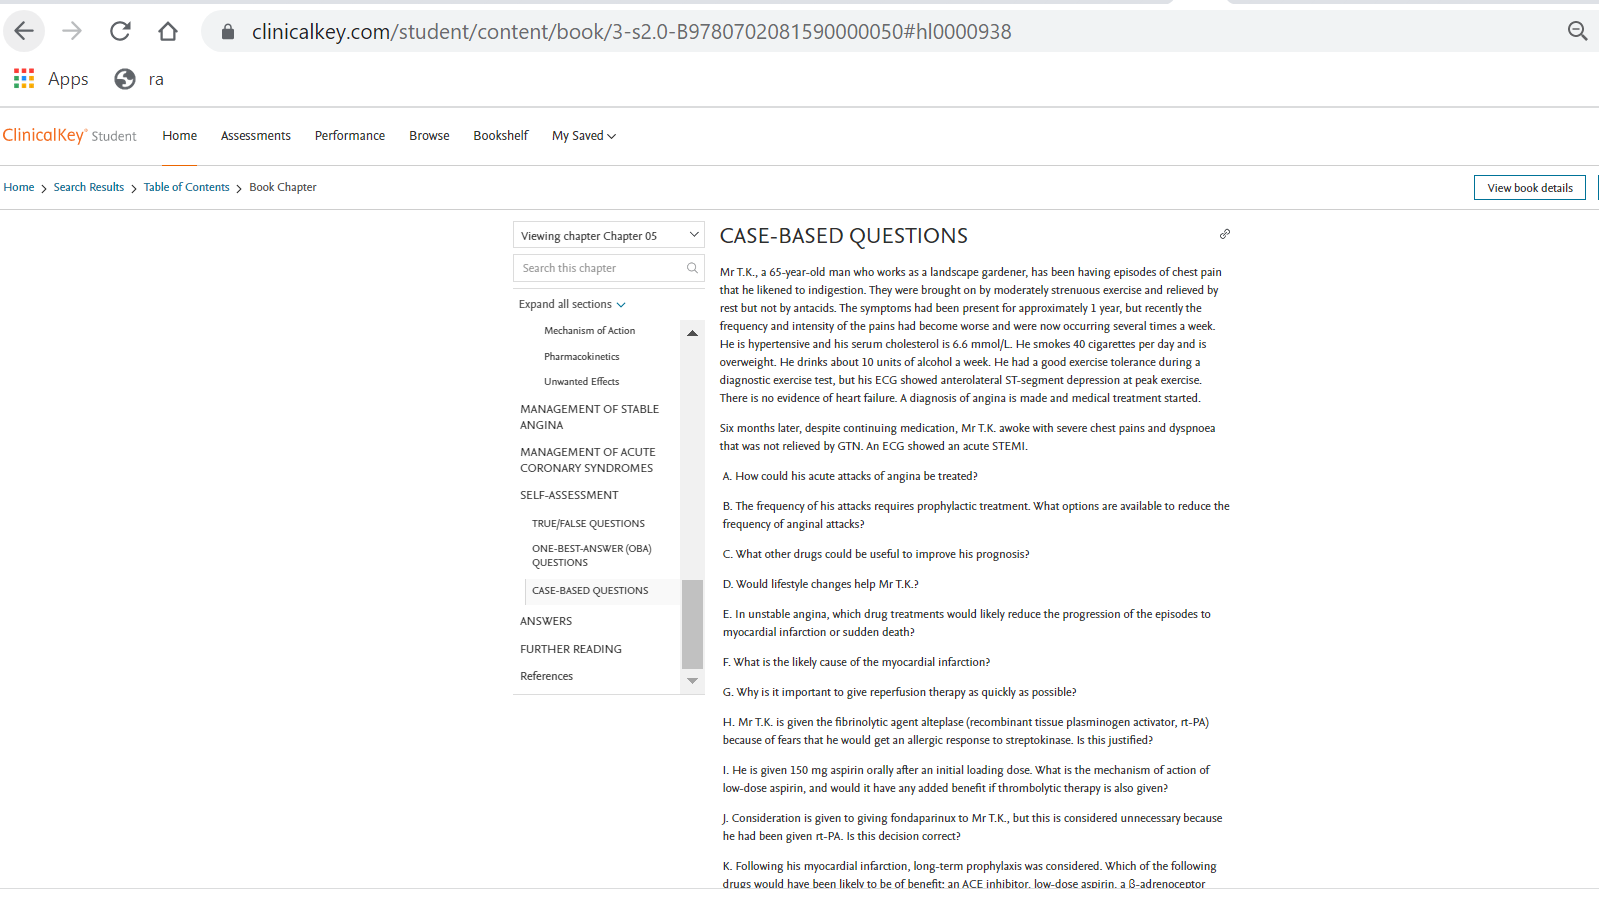 clinicalkey.com/student/content/book/3-s2.0-B9780702081590000050#hl0000938
Apps ra
ClinicalKey® Student Home Assessments Performance Browse Bookshelf My Saved
Home > Search Results > Table of Contents > Book Chapter
View book details
Viewing chapter Chapter 05
Search this chapter
Expand all sections
Mechanism of Action
Pharmacokinetics
Unwanted Effects
MANAGEMENT OF STABLE
ANGINA
MANAGEMENT OF ACUTE
CORONARY SYNDROMES
SELF-ASSESSMENT
TRUE/FALSE QUESTIONS
ONE-BEST-ANSWER (OBA)
QUESTIONS
CASE-BASED QUESTIONS
ANSWERS
FURTHER READING
References
CASE-BASED QUESTIONS
Mr T.K., a 65-year-old man who works as a landscape gardener, has been having episodes of chest pain
that he likened to indigestion. They were brought on by moderately strenuous exercise and relieved by
rest but not by antacids. The symptoms had been present for approximately 1 year, but recently the
frequency and intensity of the pains had become worse and were now occurring several times a week.
He is hypertensive and his serum cholesterol is 6.6 mmol/L. He smokes 40 cigarettes per day and is
overweight. He drinks about 10 units of alcohol a week. He had a good exercise tolerance during a
diagnostic exercise test, but his ECG showed anterolateral ST-segment depression at peak exercise.
There is no evidence of heart failure. A diagnosis of angina is made and medical treatment started.
Six months later, despite continuing medication, Mr T.K. awoke with severe chest pains and dyspnoea
that was not relieved by GTN. An ECG showed an acute STEMI.
A. How could his acute attacks of angina be treated?
B. The frequency of his attacks requires prophylactic treatment. What options are available to reduce the
frequency of anginal attacks?
C. What other drugs could be useful to improve his prognosis?
D. Would lifestyle changes help Mr T.K.?
E. In unstable angina, which drug treatments would likely reduce the progression of the episodes to
myocardial infarction or sudden death?
F. What is the likely cause of the myocardial infarction?
G. Why is it important to give reperfusion therapy as quickly as possible?
H. Mr T.K. is given the fibrinolytic agent alteplase (recombinant tissue plasminogen activator, rt-PA)
because of fears that he would get an allergic response to streptokinase. Is this justified?
I. He is given 150 mg aspirin orally after an initial loading dose. What is the mechanism of action of
low-dose aspirin, and would it have any added benefit if thrombolytic therapy is also given?
J. Consideration is given to giving fondaparinux to Mr T.K., but this is considered unnecessary because
he had been given rt-PA. Is this decision correct?
K. Following his myocardial infarction, long-term prophylaxis was considered. Which of the following
drugs would have been likely to be of benefit: an ACE inhibitor, low-dose aspirin, a β-adrenoceptor